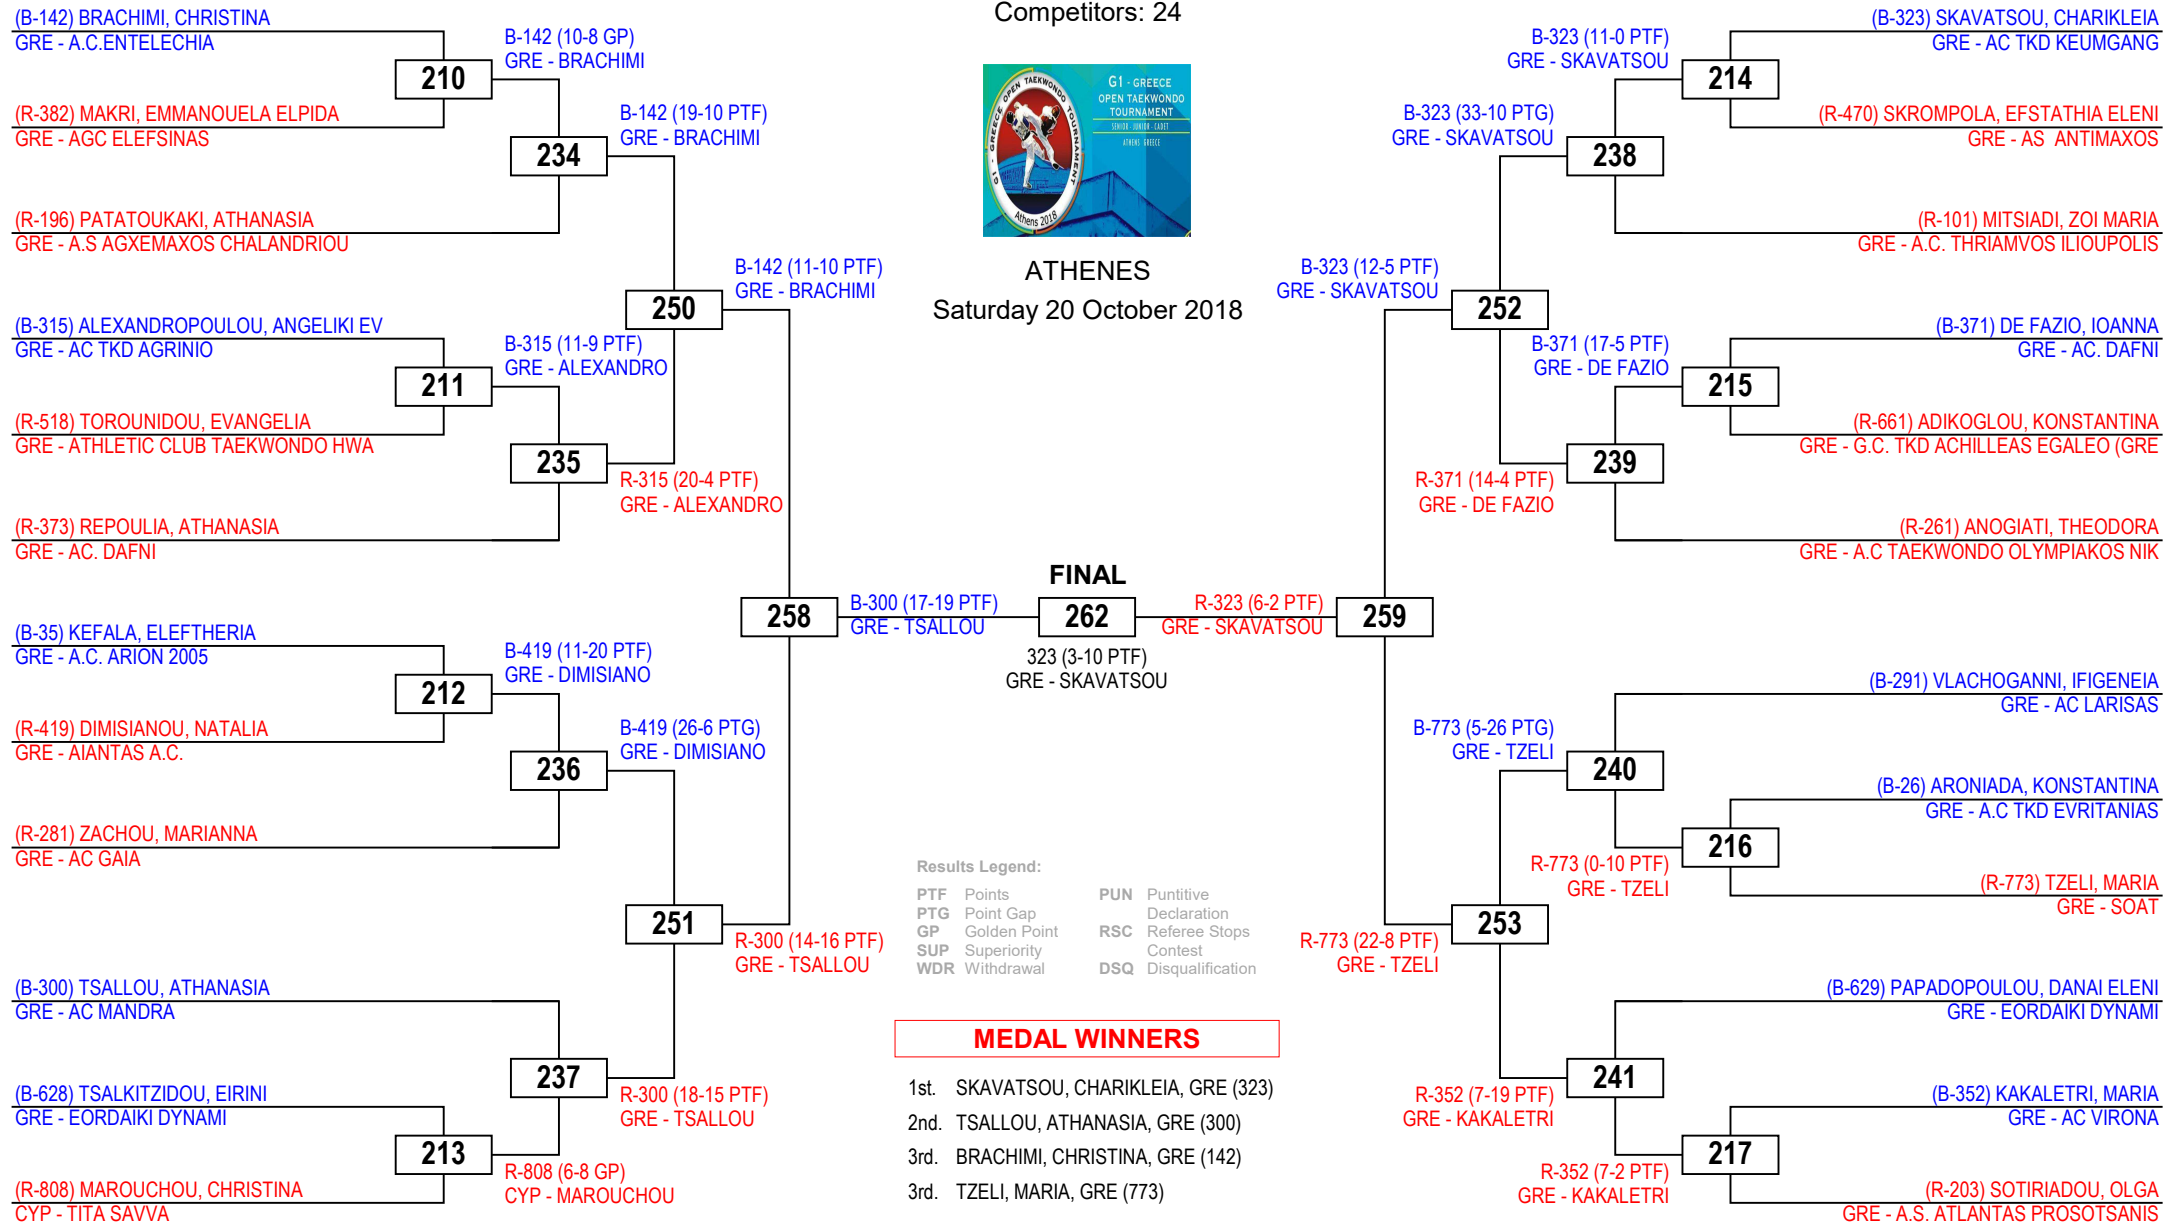 Competitors: 24
(B-142) BRACHIMI, CHRISTINA
GRE - A.C.ENTELECHIA
210
B-142 (10-8 GP)
GRE - BRACHIMI
(R-382) MAKRI, EMMANOUELA ELPIDA
GRE - AGC ELEFSINAS
234
B-142 (19-10 PTF)
GRE - BRACHIMI
(R-196) PATATOUKAKI, ATHANASIA
GRE - A.S AGXEMAXOS CHALANDRIOU
250
B-142 (11-10 PTF)
GRE - BRACHIMI
(B-315) ALEXANDROPOULOU, ANGELIKI EV
GRE - AC TKD AGRINIO
211
B-315 (11-9 PTF)
GRE - ALEXANDRO
(R-518) TOROUNIDOU, EVANGELIA
GRE - ATHLETIC CLUB TAEKWONDO HWA
235
R-315 (20-4 PTF)
GRE - ALEXANDRO
(R-373) REPOULIA, ATHANASIA
GRE - AC. DAFNI
258
B-300 (17-19 PTF)
GRE - TSALLOU
(B-35) KEFALA, ELEFTHERIA
GRE - A.C. ARION 2005
212
B-419 (11-20 PTF)
GRE - DIMISIANO
(R-419) DIMISIANOU, NATALIA
GRE - AIANTAS A.C.
236
B-419 (26-6 PTG)
GRE - DIMISIANO
(R-281) ZACHOU, MARIANNA
GRE - AC GAIA
251
R-300 (14-16 PTF)
GRE - TSALLOU
(B-300) TSALLOU, ATHANASIA
GRE - AC MANDRA
237
R-300 (18-15 PTF)
GRE - TSALLOU
(B-628) TSALKITZIDOU, EIRINI
GRE - EORDAIKI DYNAMI
213
R-808 (6-8 GP)
CYP - MAROUCHOU
(R-808) MAROUCHOU, CHRISTINA
CYP - TITA SAVVA
G1 - GREECE OPEN TAEKWONDO TOURNAMENT
Athens 2018
G1 - GREECE
OPEN TAEKWONDO
TOURNAMENT
SENIOR - JUNIOR - CADET
ATHENS GREECE
ATHENES
Saturday 20 October 2018
FINAL
262
323 (3-10 PTF)
GRE - SKAVATSOU
(B-323) SKAVATSOU, CHARIKLEIA
GRE - AC TKD KEUMGANG
B-323 (11-0 PTF)
GRE - SKAVATSOU
214
(R-470) SKROMPOLA, EFSTATHIA ELENI
GRE - AS  ANTIMAXOS
B-323 (33-10 PTG)
GRE - SKAVATSOU
238
(R-101) MITSIADI, ZOI MARIA
GRE - A.C. THRIAMVOS ILIOUPOLIS
B-323 (12-5 PTF)
GRE - SKAVATSOU
252
(B-371) DE FAZIO, IOANNA
GRE - AC. DAFNI
B-371 (17-5 PTF)
GRE - DE FAZIO
215
(R-661) ADIKOGLOU, KONSTANTINA
GRE - G.C. TKD ACHILLEAS EGALEO (GRE
R-371 (14-4 PTF)
GRE - DE FAZIO
239
(R-261) ANOGIATI, THEODORA
GRE - A.C TAEKWONDO OLYMPIAKOS NIK
R-323 (6-2 PTF)
GRE - SKAVATSOU
259
(B-291) VLACHOGANNI, IFIGENEIA
GRE - AC LARISAS
B-773 (5-26 PTG)
GRE - TZELI
240
(B-26) ARONIADA, KONSTANTINA
GRE - A.C TKD EVRITANIAS
R-773 (0-10 PTF)
GRE - TZELI
216
(R-773) TZELI, MARIA
GRE - SOAT
R-773 (22-8 PTF)
GRE - TZELI
253
(B-629) PAPADOPOULOU, DANAI ELENI
GRE - EORDAIKI DYNAMI
R-352 (7-19 PTF)
GRE - KAKALETRI
241
(B-352) KAKALETRI, MARIA
GRE - AC VIRONA
R-352 (7-2 PTF)
GRE - KAKALETRI
217
(R-203) SOTIRIADOU, OLGA
GRE - A.S. ATLANTAS PROSOTSANIS
Results Legend:
PTF Points
PTG Point Gap
GP Golden Point
SUP Superiority
WDR Withdrawal
PUN Puntitive
Declaration
RSC Referee Stops
Contest
DSQ Disqualification
MEDAL WINNERS
1st. SKAVATSOU, CHARIKLEIA, GRE (323)
2nd. TSALLOU, ATHANASIA, GRE (300)
3rd. BRACHIMI, CHRISTINA, GRE (142)
3rd. TZELI, MARIA, GRE (773)